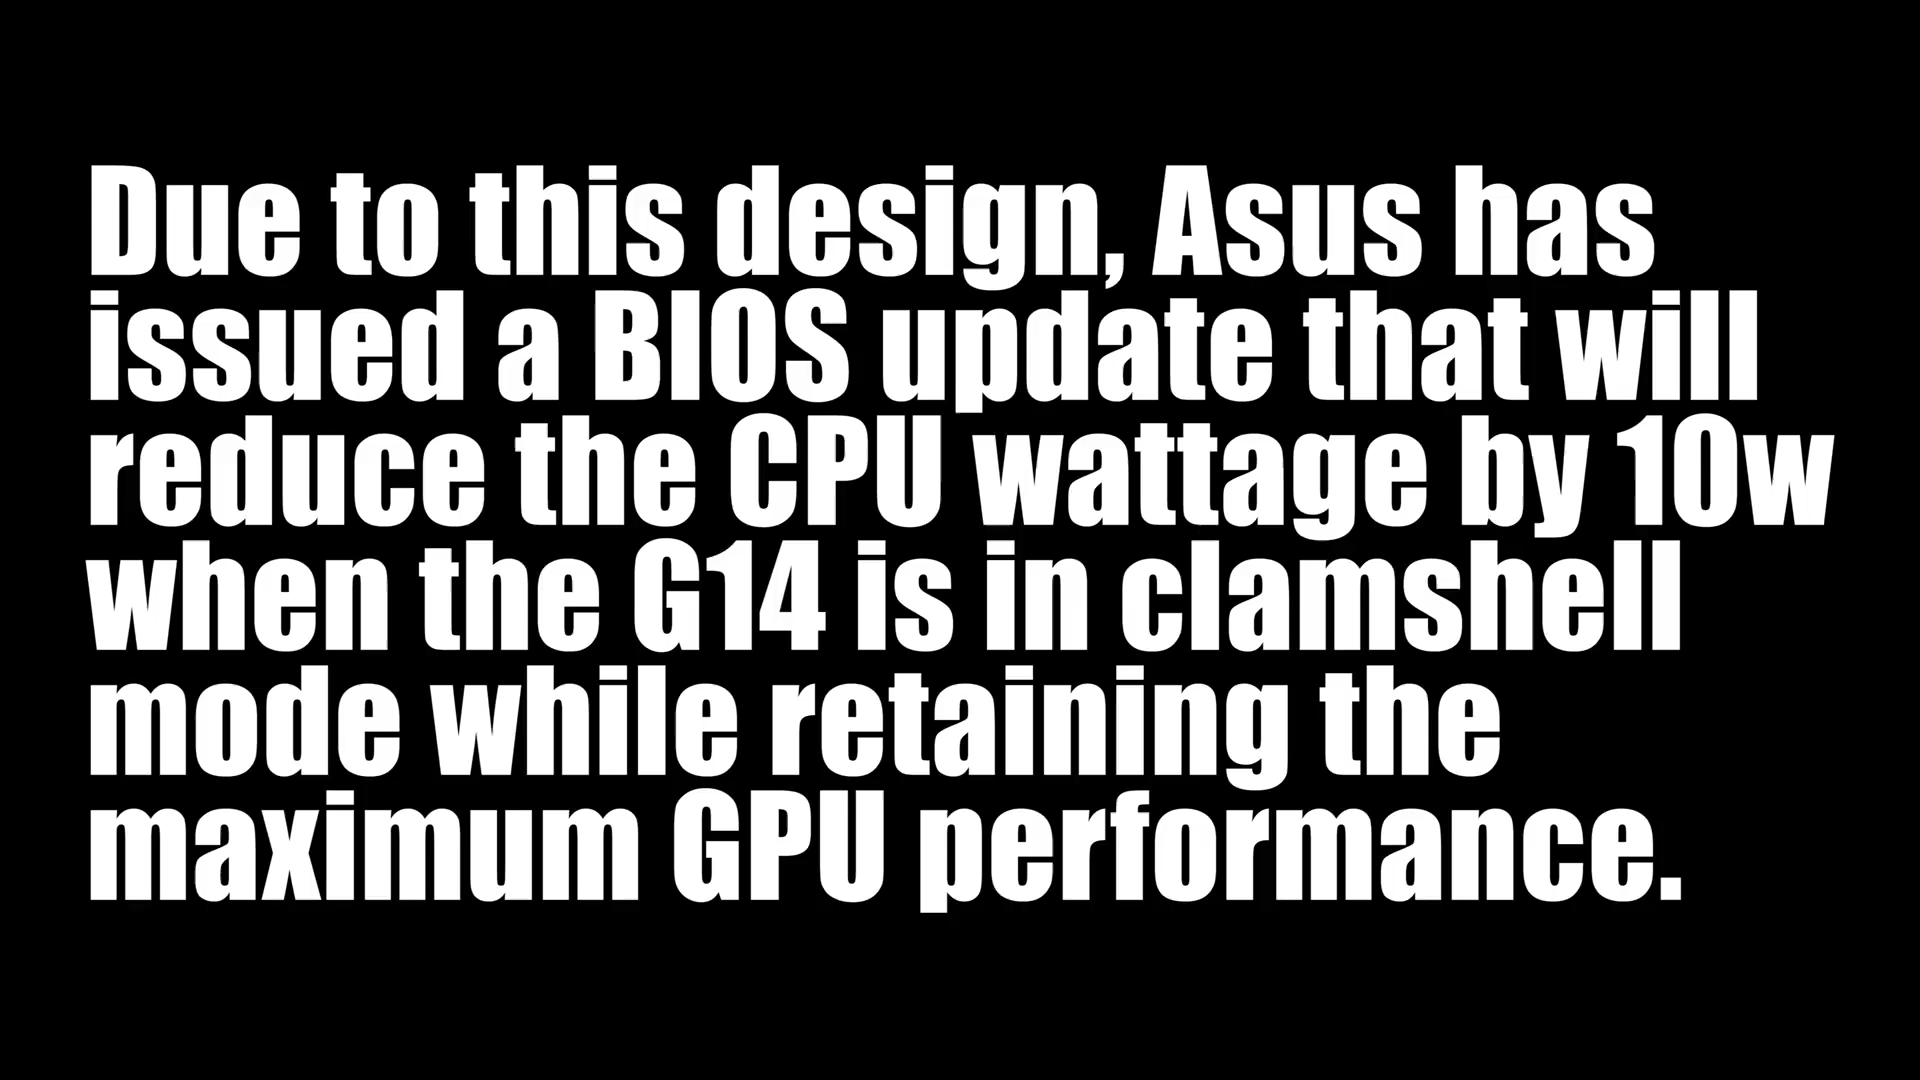 Due to this design, Asus has
issued a BIOS update that will
reduce the CPU wattage by 10w
when the G14 is in clamshell
mode while retaining the
maximum GPU performance.